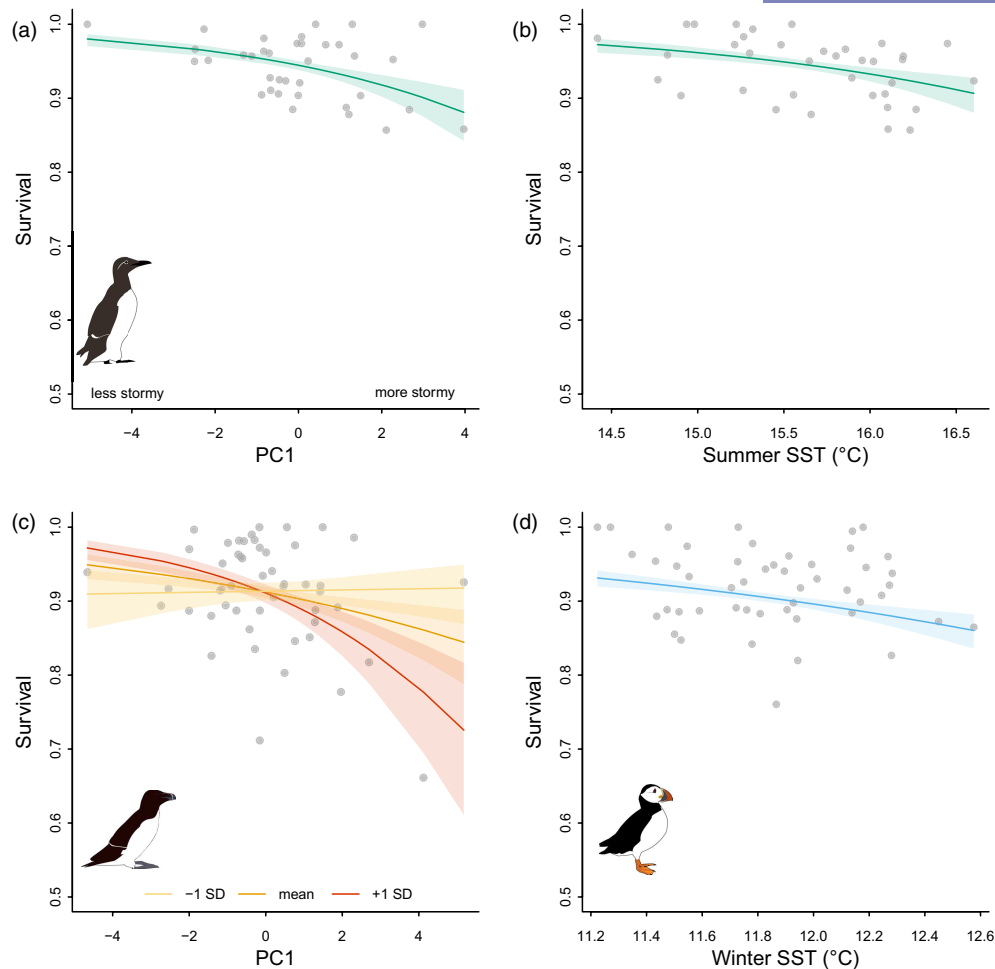 (a)
Survival
1.0
0.9
0.8
0.7
0.6
0.5
less stormy
more stormy
−4
−2
0
2
4
PC1
(b)
Survival
1.0
0.9
0.8
0.7
0.6
0.5
14.5
15.0
15.5
16.0
16.5
Summer SST (°C)
(c)
Survival
1.0
0.9
0.8
0.7
0.6
0.5
−1 SD
mean
+1 SD
−4
−2
0
2
4
PC1
(d)
Survival
1.0
0.9
0.8
0.7
0.6
0.5
11.2
11.4
11.6
11.8
12.0
12.2
12.4
12.6
Winter SST (°C)